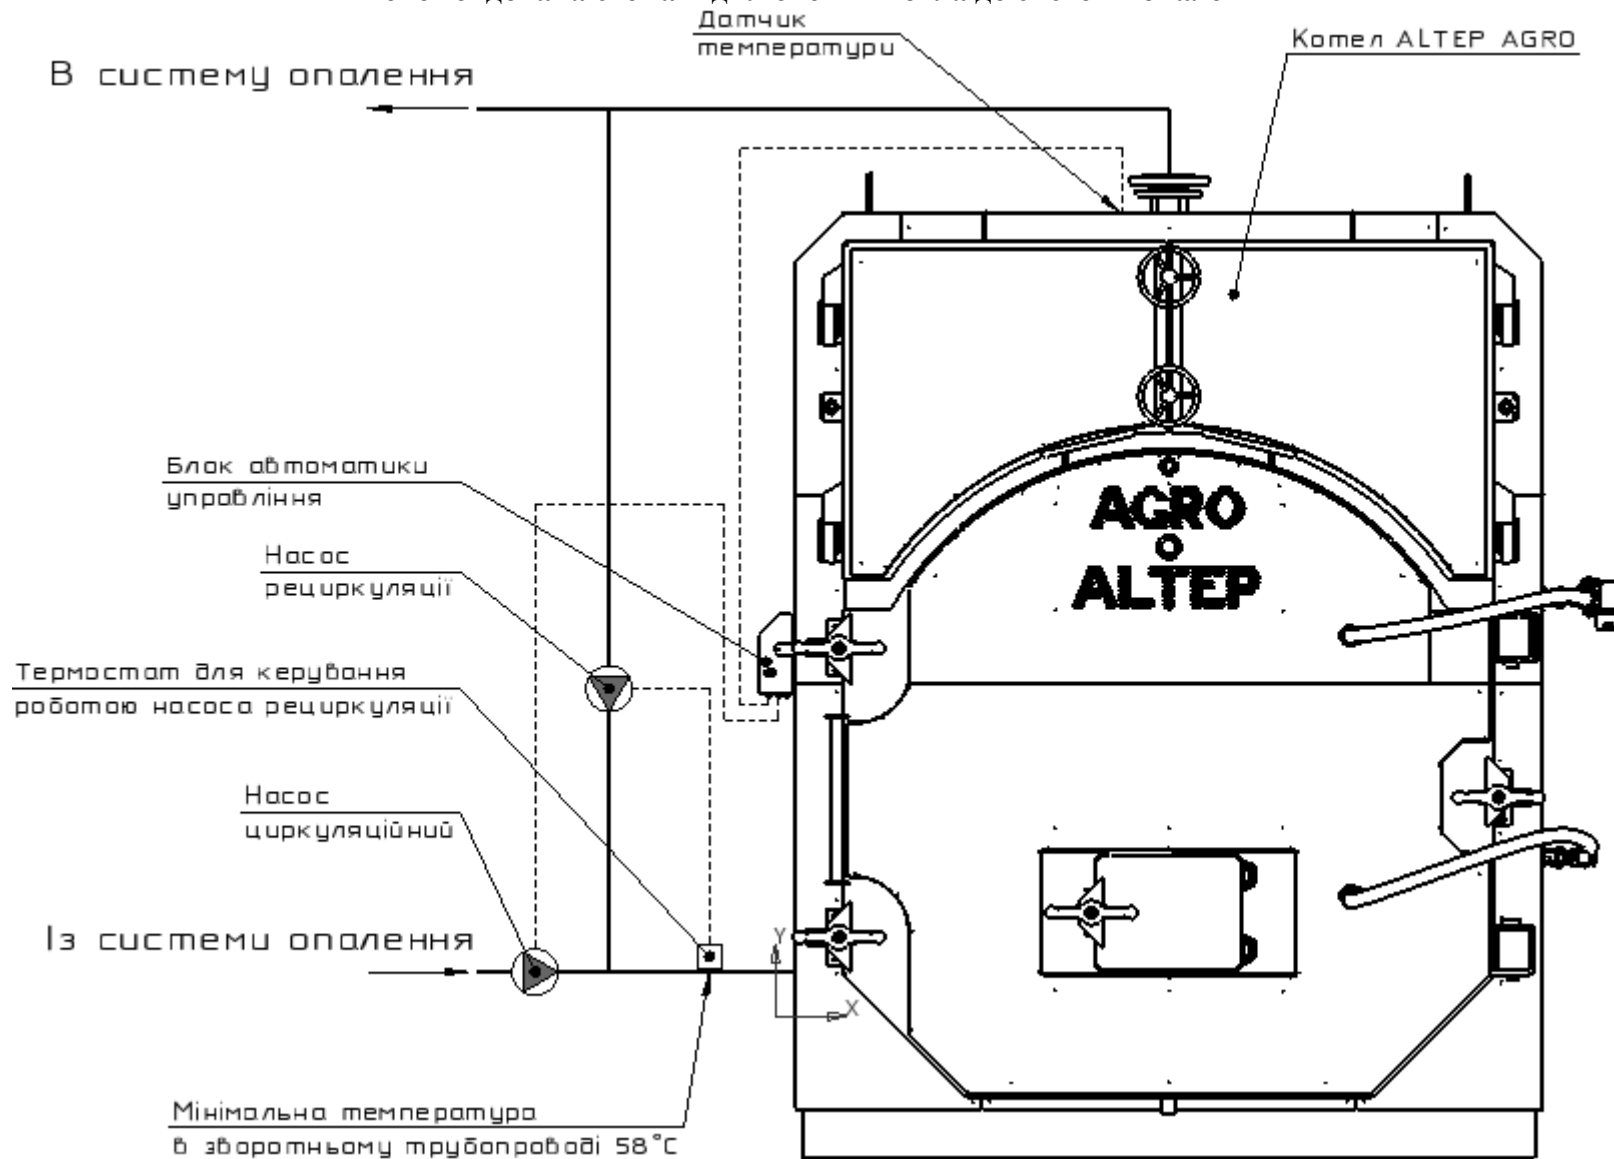 Датчик
температури
Котел ALTEP AGRO
В систему опалення
Блок автоматики
управління
AGRO
ALTEP
Насос
рециркуляції
Термостат для керування
роботою насоса рециркуляції
Насос
циркуляційний
Із системи опалення
Y
X
Мінімальна температура
в зворотньому трубопроводі 58°C